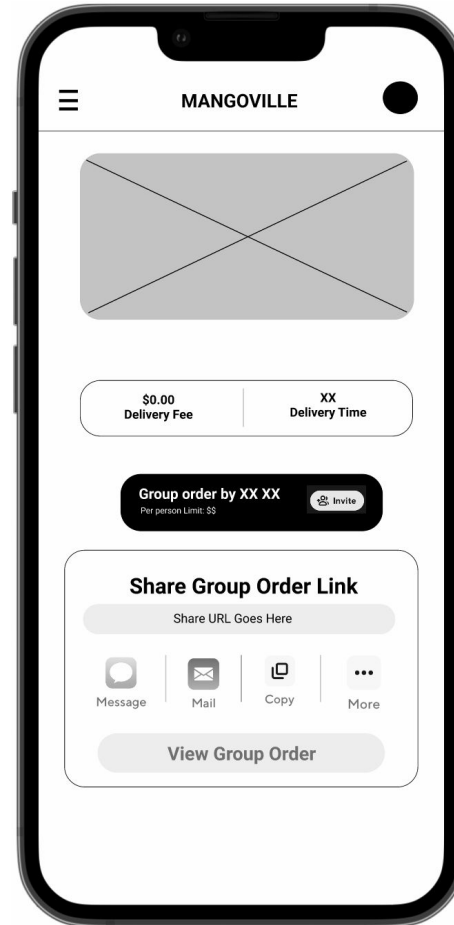 MANGOVILLE
$0.00
Delivery Fee
XX
Delivery Time
Group order by XX XX
Per person Limit: $$
Invite
Share Group Order Link
Share URL Goes Here
Message
Mail
Copy
More
View Group Order